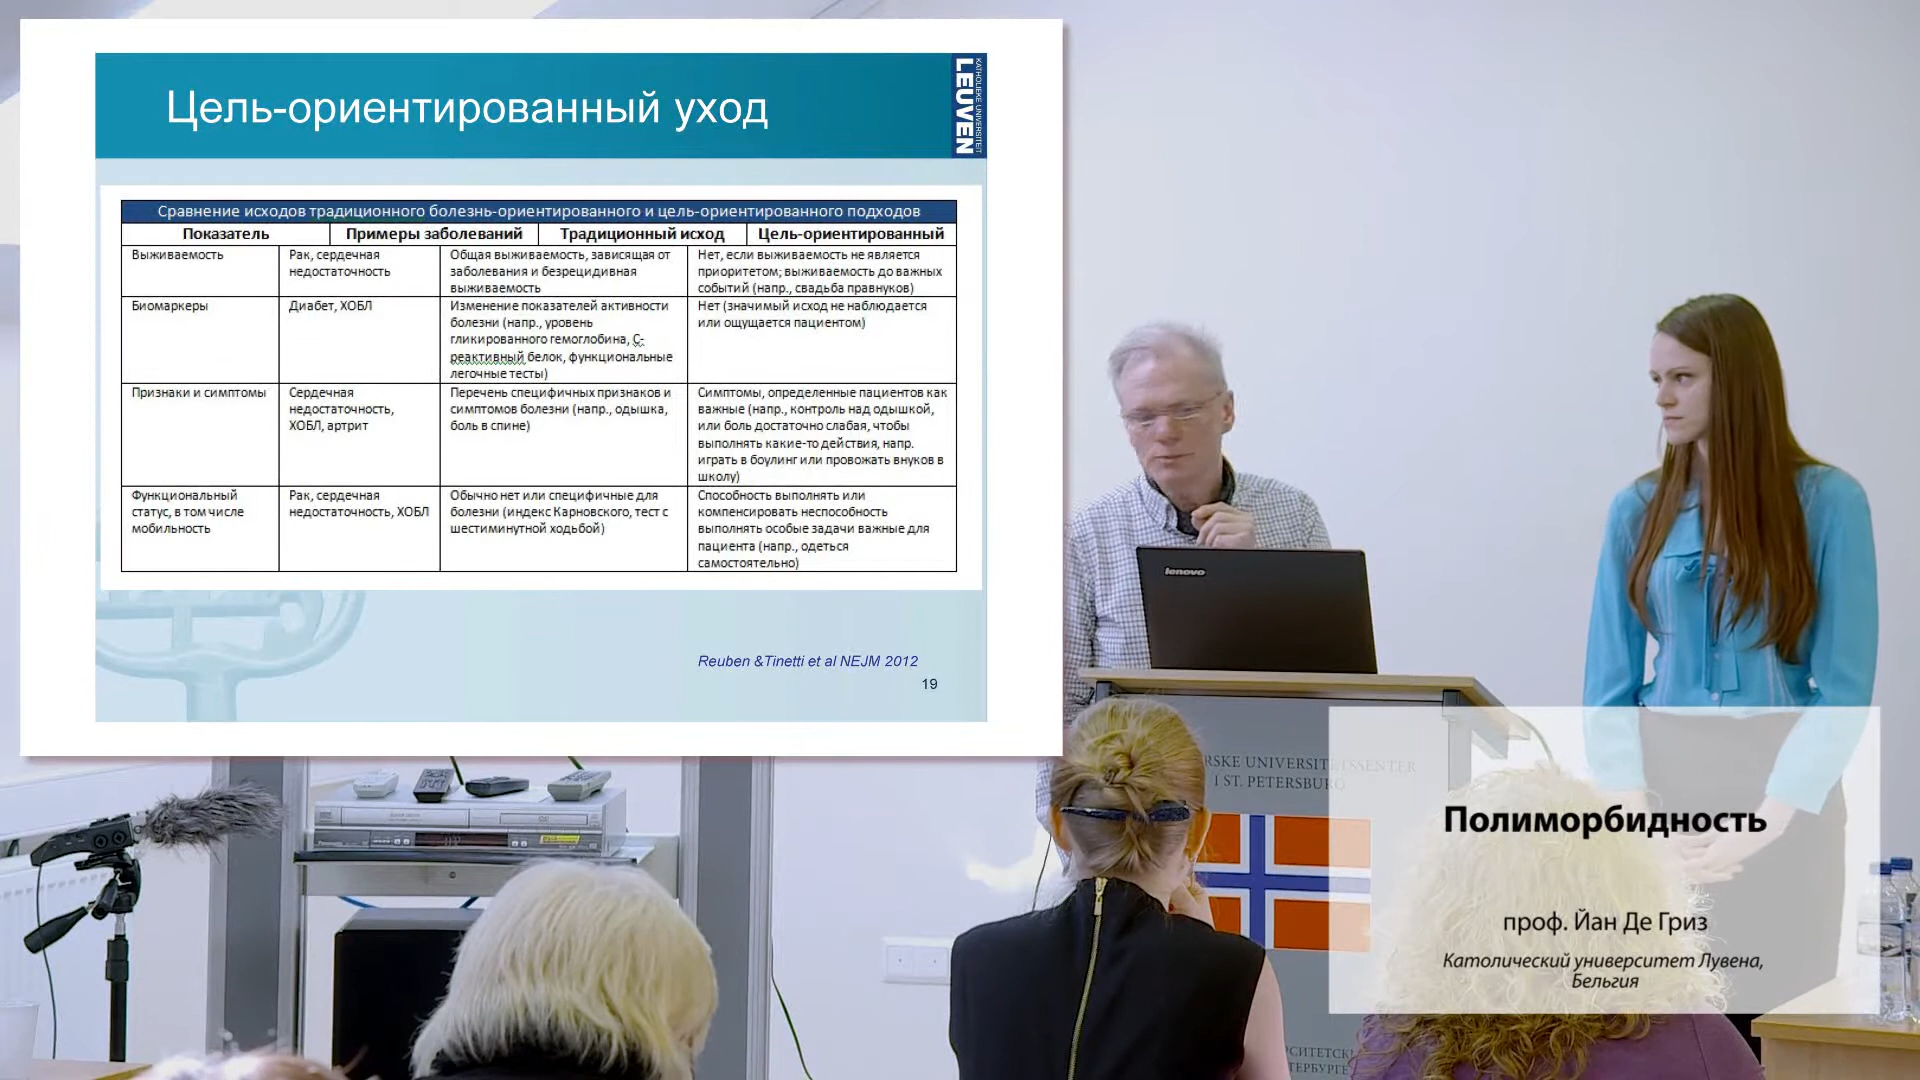 Цель-ориентированный уход
KATHOLIEKE UNIVERSITEIT
LEUVEN
Сравнение исходов традиционного болезнь-ориентированного и цель-ориентированного подходов
Показатель
Примеры заболеваний
Традиционный исход
Цель-ориентированный
Выживаемость
Рак, сердечная
недостаточность
Общая выживаемость, зависящая от
заболевания и безрецидивная
выживаемость
Нет, если выживаемость не является
приоритетом; выживаемость до важных
событий (напр., свадьба правнуков)
Биомаркеры
Диабет, ХОБЛ
Изменение показателей активности
болезни (напр., уровень
гликированного гемоглобина, С-
реактивный белок, функциональные
легочные тесты)
Нет (значимый исход не наблюдается
или ощущается пациентом)
Признаки и симптомы
Сердечная
недостаточность,
ХОБЛ, артрит
Перечень специфичных признаков и
симптомов болезни (напр., одышка,
боль в спине)
Симптомы, определенные пациентов как
важные (напр., контроль над одышкой,
или боль достаточно слабая, чтобы
выполнять какие-то действия, напр.
играть в боулинг или провожать внуков в
школу)
Функциональный
статус, в том числе
мобильность
Рак, сердечная
недостаточность, ХОБЛ
Обычно нет или специфичные для
болезни (индекс Карновского, тест с
шестиминутной ходьбой)
Способность выполнять или
компенсировать неспособность
выполнять особые задачи важные для
пациента (напр., одеться
самостоятельно)
Reuben &Tinetti et al NEJM 2012
19
lenovo
RSKE UNIVERSITETSSENTER
I ST. PETERSBURG
Полиморбидность
проф. Йан Де Гриз
Католический университет Лувена,
Бельгия